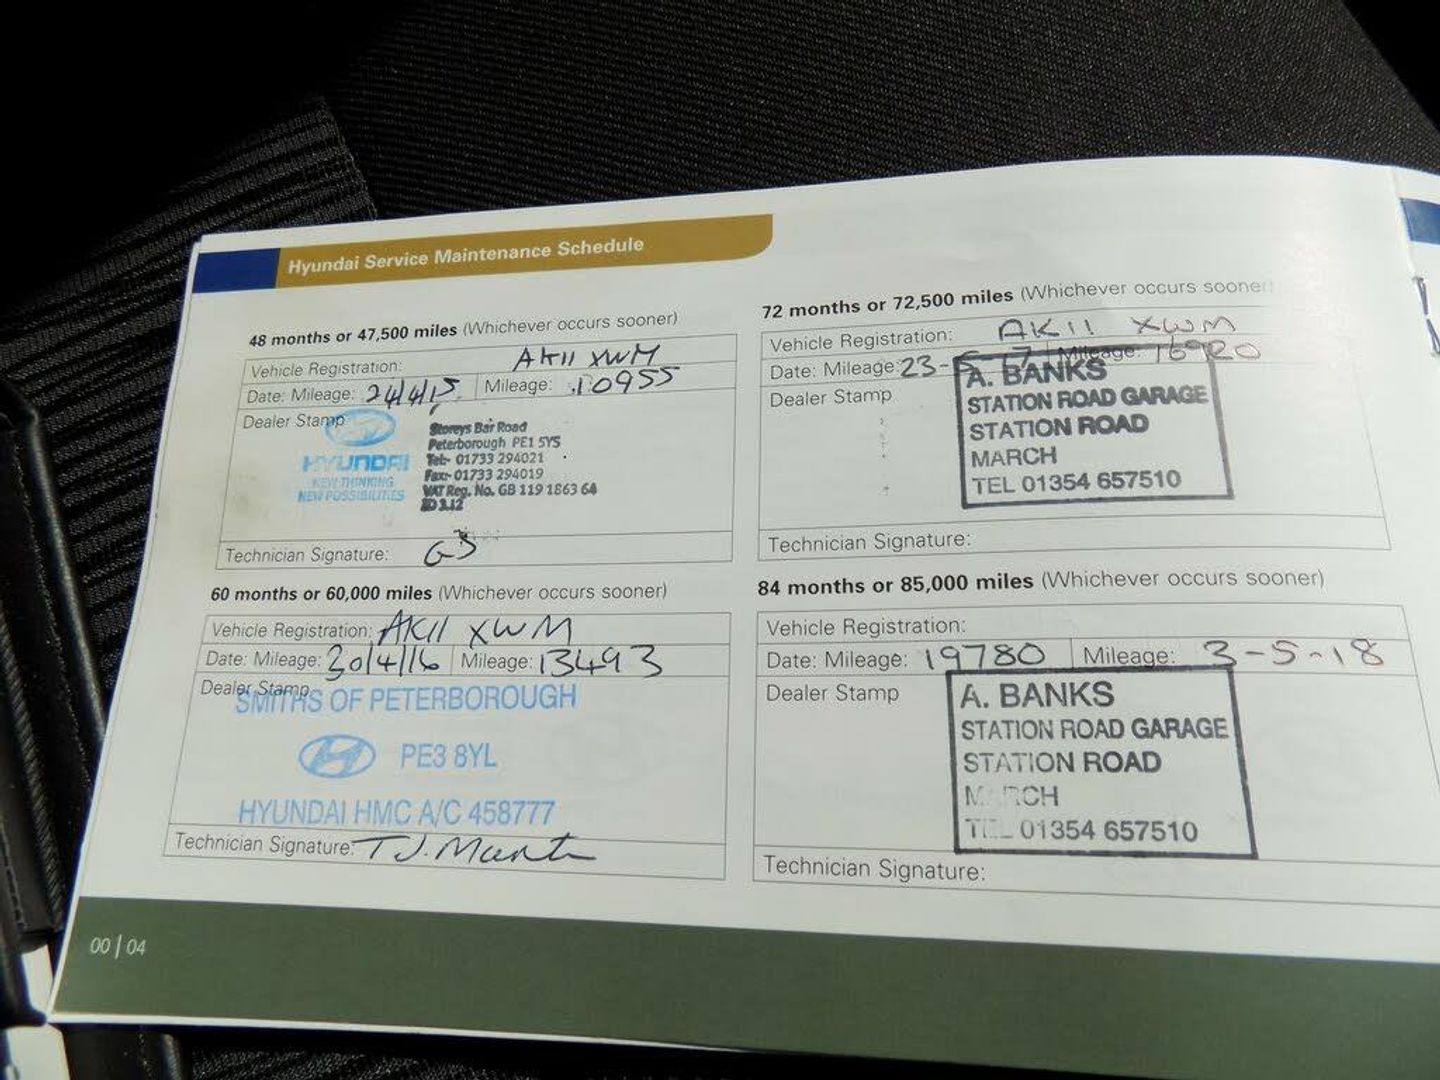 Hyundai Service Maintenance Schedule
48 months or 47,500 miles (Whichever occurs sooner)
Vehicle Registration: AK11 XWM
Date: Mileage: 24/4/15 Mileage: 10955
Dealer Stamp
HYUNDAI
NEW THINKING
NEW POSSIBILITIES
Storeys Bar Road
Peterborough PE1 5YS
Tel:- 01733 294021
Fax:- 01733 294019
VAT Reg. No. GB 119 1863 64
Technician Signature:
60 months or 60,000 miles (Whichever occurs sooner)
Vehicle Registration: AK11 XWM
Date: Mileage: 20/4/16 Mileage: 13493
Dealer Stamp
SMITHS OF PETERBOROUGH
PE3 8YL
HYUNDAI HMC A/C 458777
Technician Signature: T J.
72 months or 72,500 miles (Whichever occurs sooner)
Vehicle Registration: AK11 XWM
Date: Mileage 23-5-17 Mileage: 16920
Dealer Stamp
A. BANKS
STATION ROAD GARAGE
STATION ROAD
MARCH
TEL 01354 657510
Technician Signature:
84 months or 85,000 miles (Whichever occurs sooner)
Vehicle Registration:
Date: Mileage: 19780 Mileage: 3-5-18
Dealer Stamp
A. BANKS
STATION ROAD GARAGE
STATION ROAD
MARCH
TEL 01354 657510
Technician Signature:
00 | 04